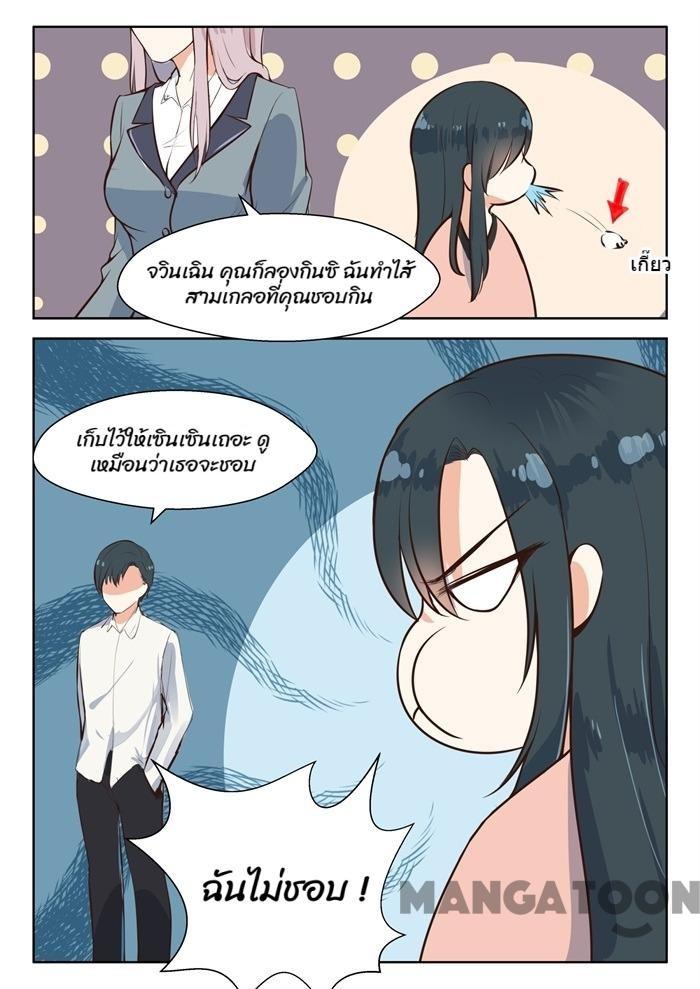 จวินเฉิน คุณก็ลองกินซิ ฉันทำไส้
สามเกลอที่คุณชอบกิน
เกี๊ยว
เก็บไว้ให้เซินเซินเถอะ ดู
เหมือนว่าเธอจะชอบ
ฉันไม่ชอบ !
MANGATOON